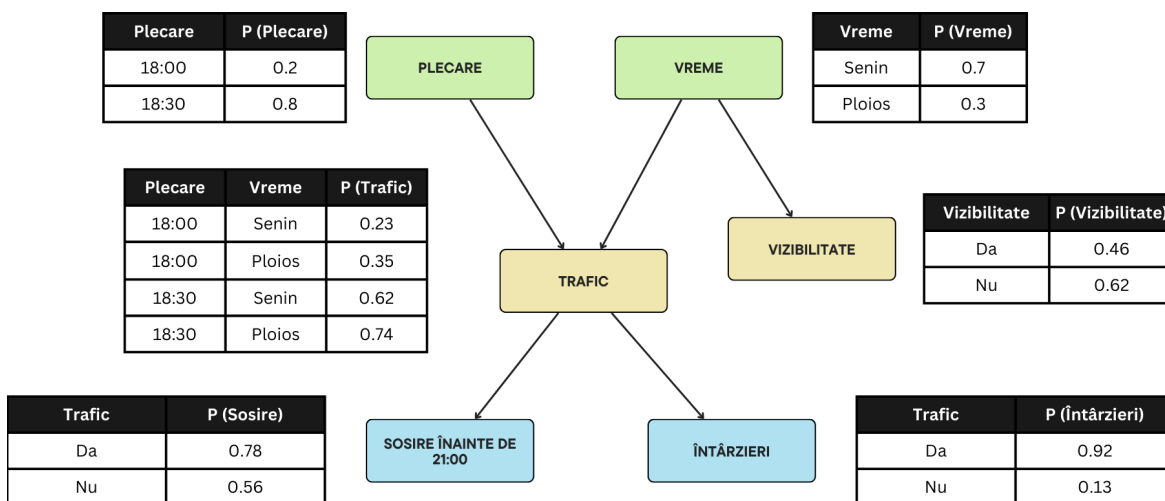 Plecare P (Plecare)
18:00 0.2
18:30 0.8
PLECARE
VREME
Vreme P (Vreme)
Senin 0.7
Ploios 0.3
Plecare Vreme P (Trafic)
18:00 Senin 0.23
18:00 Ploios 0.35
18:30 Senin 0.62
18:30 Ploios 0.74
TRAFIC
VIZIBILITATE
Vizibilitate P (Vizibilitate)
Da 0.46
Nu 0.62
Trafic P (Sosire)
Da 0.78
Nu 0.56
SOSIRE ÎNAINTE DE
21:00
ÎNTÂRZIERI
Trafic P (Întârzieri)
Da 0.92
Nu 0.13